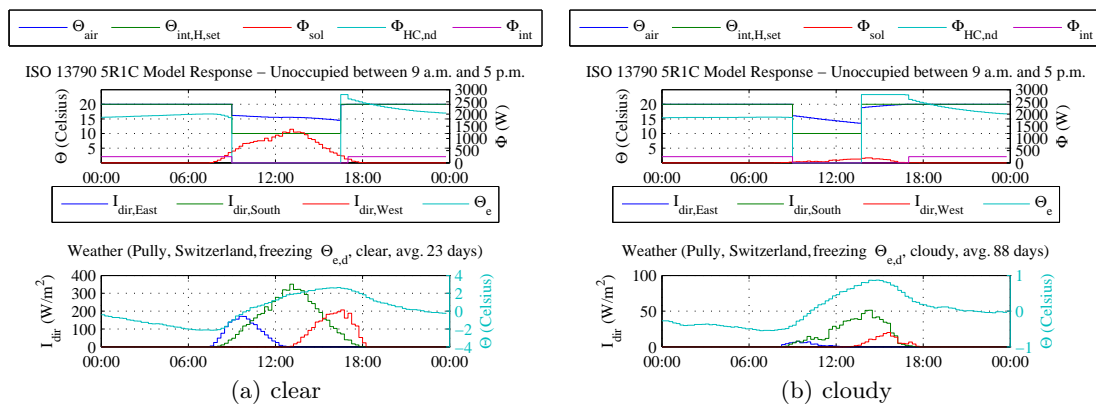 Θair Θint,H,set Φsol ΦHC,nd Φint
ISO 13790 5R1C Model Response – Unoccupied between 9 a.m. and 5 p.m.
Θ (Celsius)
20
15
10
5
3000
2500
2000
1500
1000
500
0
Φ (W)
00:00 06:00 12:00 18:00 00:00
Idir,East Idir,South Idir,West Θe
Weather (Pully, Switzerland, freezing Θe,d, clear, avg. 23 days)
Idir (W/m2)
400
300
200
100
0
4
2
0
−2
−4
Θ (Celsius)
00:00 06:00 12:00 18:00 00:00
(a) clear
Θair Θint,H,set Φsol ΦHC,nd Φint
ISO 13790 5R1C Model Response – Unoccupied between 9 a.m. and 5 p.m.
Θ (Celsius)
20
15
10
5
3000
2500
2000
1500
1000
500
0
Φ (W)
00:00 06:00 12:00 18:00 00:00
Idir,East Idir,South Idir,West Θe
Weather (Pully, Switzerland, freezing Θe,d, cloudy, avg. 88 days)
Idir (W/m2)
100
50
0
1
0
−1
Θ (Celsius)
00:00 06:00 12:00 18:00 00:00
(b) cloudy